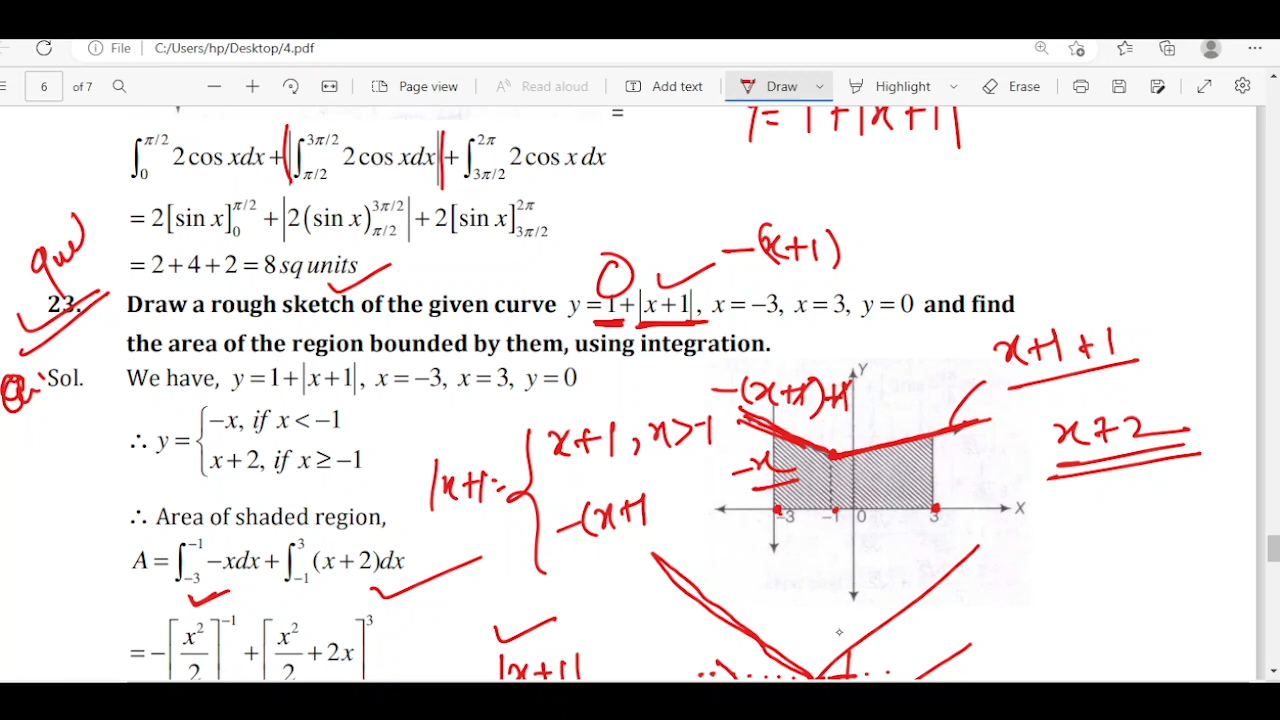 File C:/Users/hp/Desktop/4.pdf
6 of 7 Page view Read aloud Add text Draw Highlight Erase
=
y = 1+|x+1|
∫₀^{π/2} 2cos xdx + |∫_{π/2}^{3π/2} 2cos xdx| + ∫_{3π/2}^{2π} 2cos x dx
= 2[sin x]₀^{π/2} + |2(sin x)_{π/2}^{3π/2}| + 2[sin x]_{3π/2}^{2π}
que
-(x+1)
= 2+4+2 = 8 sq units
23. Draw a rough sketch of the given curve y = 1+|x+1|, x = −3, x = 3, y = 0 and find
the area of the region bounded by them, using integration.
x+1+1
Sol. We have, y = 1+|x+1|, x = −3, x = 3, y = 0
-(x+1)+1
∴ y = { −x, if x < −1
x+2, if x ≥ −1
x+1, x>-1
x+2
-x
|x+1=
-(x+1
Y
X
-3 -1 0 3
∴ Area of shaded region,
A = ∫_{−3}^{−1} −xdx + ∫_{−1}^{3} (x+2)dx
= −[x²/2]^{−1} + [x²/2 + 2x]^{3}
|x+1|